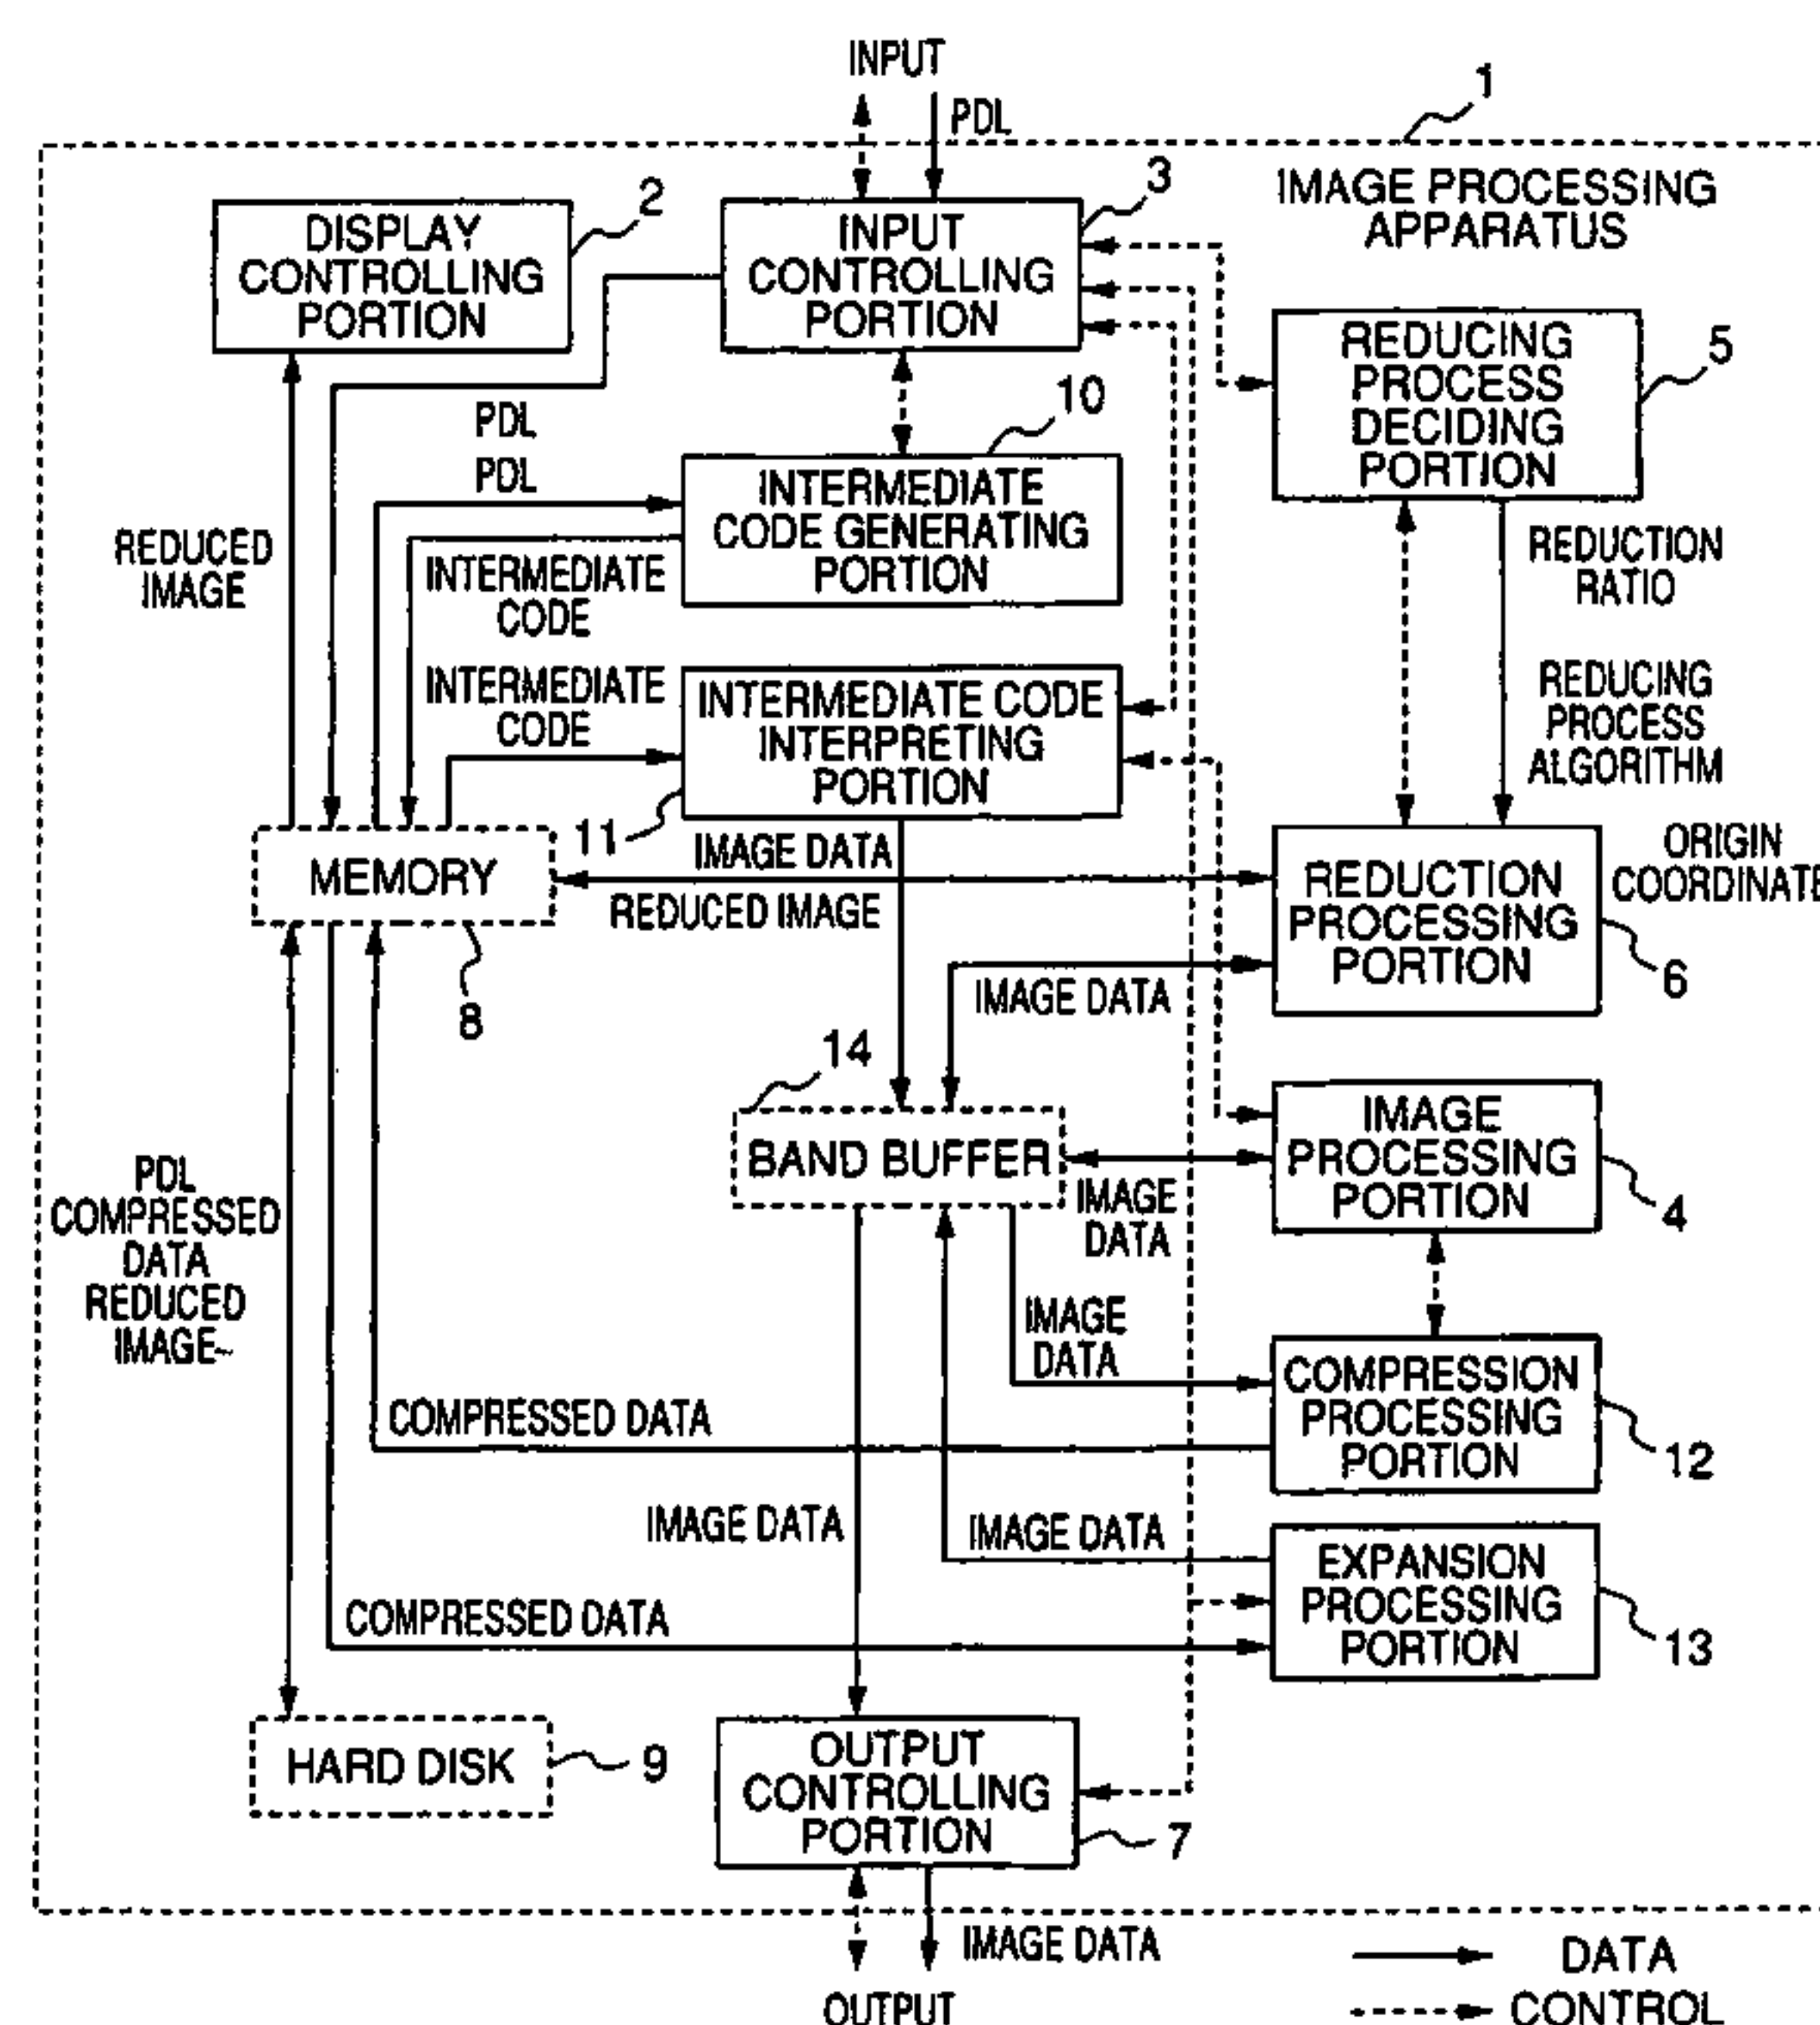 INPUT
PDL
1
IMAGE PROCESSING
APPARATUS
2
DISPLAY
CONTROLLING
PORTION
3
INPUT
CONTROLLING
PORTION
5
REDUCING
PROCESS
DECIDING
PORTION
PDL
PDL
10
INTERMEDIATE
CODE GENERATING
PORTION
REDUCED
IMAGE
INTERMEDIATE
CODE
REDUCTION
RATIO
INTERMEDIATE
CODE
INTERMEDIATE CODE
INTERPRETING
PORTION
11
REDUCING
PROCESS
ALGORITHM
MEMORY
8
IMAGE DATA
REDUCED IMAGE
REDUCTION
PROCESSING
PORTION
6
ORIGIN
COORDINATE
IMAGE DATA
14
BAND BUFFER
IMAGE
DATA
IMAGE
PROCESSING
PORTION
4
PDL
COMPRESSED
DATA
REDUCED
IMAGE~
IMAGE
DATA
COMPRESSION
PROCESSING
PORTION
12
COMPRESSED DATA
IMAGE DATA
IMAGE DATA
EXPANSION
PROCESSING
PORTION
13
COMPRESSED DATA
HARD DISK
9
OUTPUT
CONTROLLING
PORTION
7
IMAGE DATA
OUTPUT
DATA
CONTROL